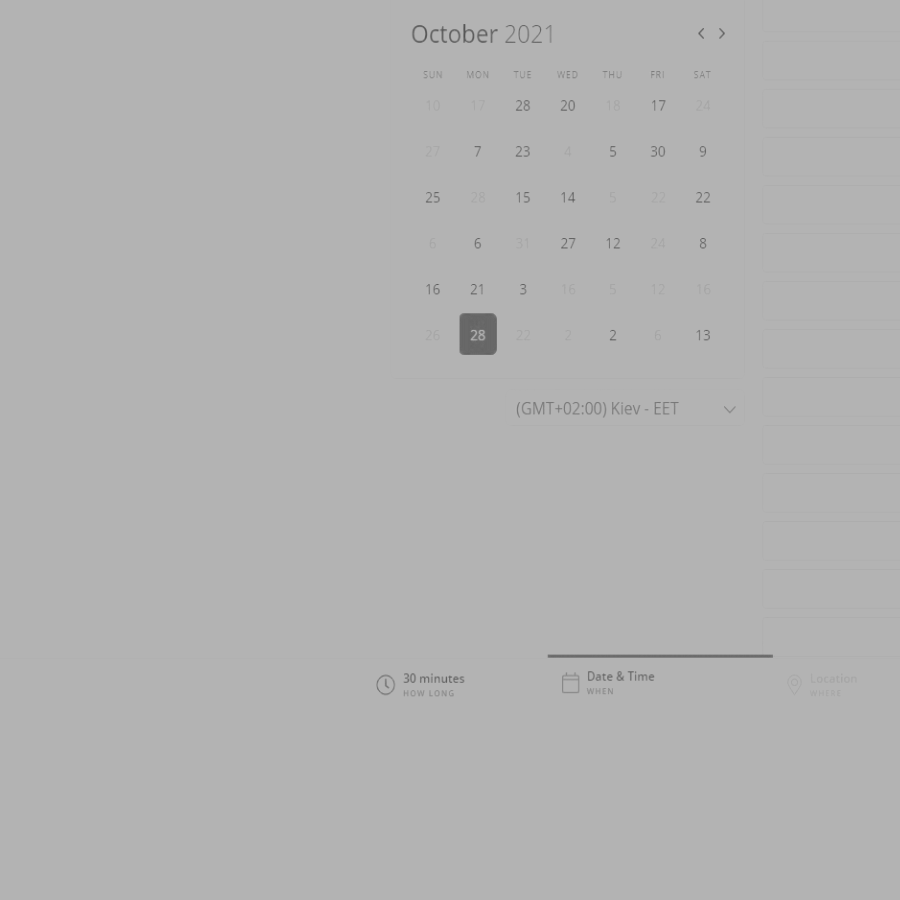 October 2021
SUN MON TUE WED THU FRI SAT
10 17 28 20 18 17 24
27 7 23 4 5 30 9
25 28 15 14 5 22 22
6 6 31 27 12 24 8
16 21 3 16 5 12 16
26 28 22 2 2 6 13
(GMT+02:00) Kiev - EET
30 minutes
HOW LONG
Date & Time
WHEN
Location
WHERE